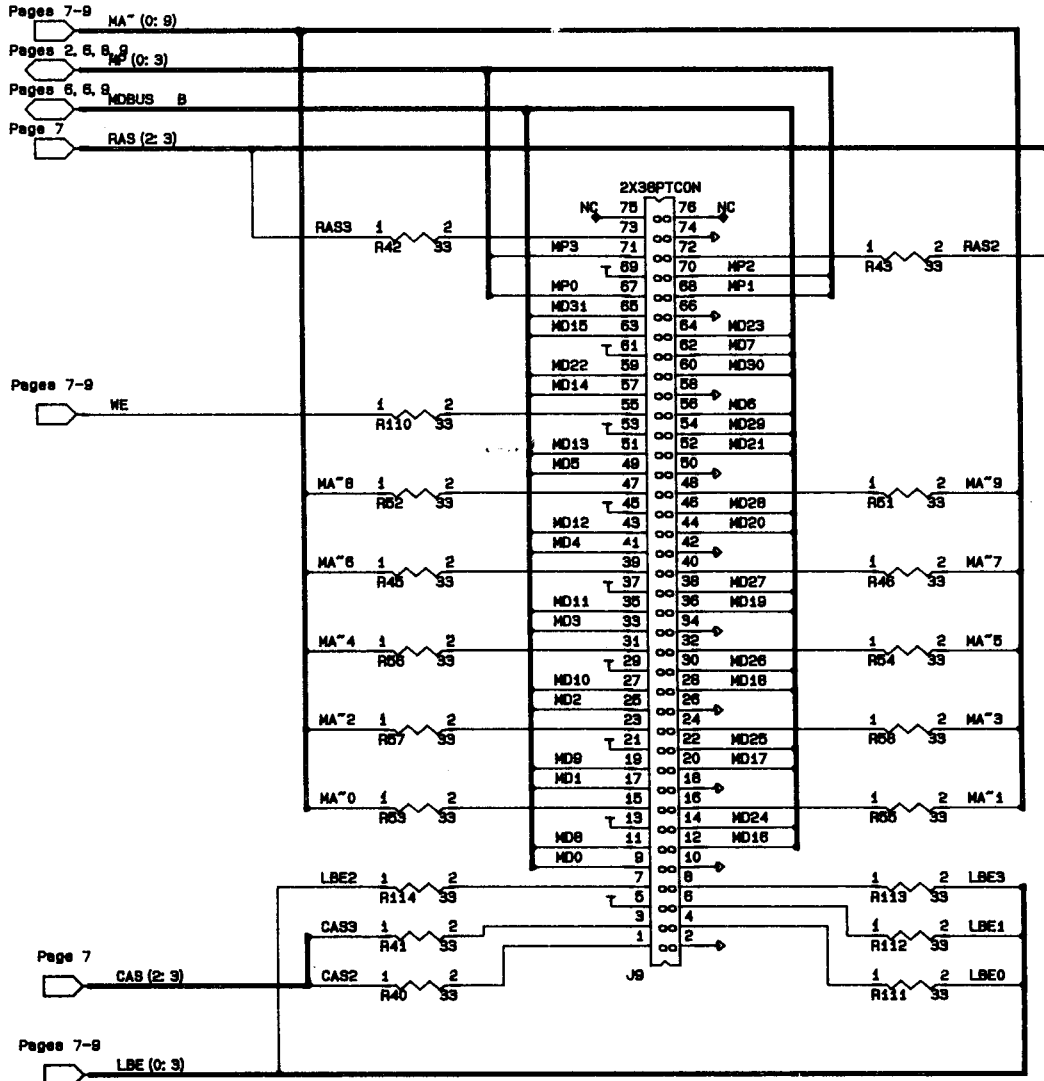 Pages 7-9
MA~ (0: 9)
Pages 2, 6, 8, 9
MP (0: 3)
Pages 6, 6, 9
MDBUS B
Page 7
RAS (2: 3)
2X38PTCON
NC 75 76 NC
RAS3 1 R42 2 33 73 74
MP3 71 72 1 R43 2 33 RAS2
69 70 MP2
MP0 67 68 MP1
MD31 65 66
MD15 63 64 MD23
61 62 MD7
MD22 59 60 MD30
MD14 57 58
Pages 7-9
WE 1 R110 2 33 55 56 MD6
53 54 MD29
MD13 51 52 MD21
MD5 49 50
MA~8 1 R52 2 33 47 48 1 R51 2 33 MA~9
45 46 MD28
MD12 43 44 MD20
MD4 41 42
MA~6 1 R45 2 33 39 40 1 R46 2 33 MA~7
37 38 MD27
MD11 35 36 MD19
MD3 33 34
MA~4 1 R56 2 33 31 32 1 R54 2 33 MA~5
29 30 MD26
MD10 27 28 MD18
MD2 25 26
MA~2 1 R57 2 33 23 24 1 R58 2 33 MA~3
21 22 MD25
MD9 19 20 MD17
MD1 17 18
MA~0 1 R53 2 33 15 16 1 R55 2 33 MA~1
13 14 MD24
MD8 11 12 MD16
MD0 9 10
LBE2 1 R114 2 33 7 8 1 R113 2 33 LBE3
5 6
CAS3 1 R41 2 33 3 4 1 R112 2 33 LBE1
1 2
Page 7
CAS (2: 3)
CAS2 1 R40 2 33 J9 1 R111 2 33 LBE0
Pages 7-9
LBE (0: 3)